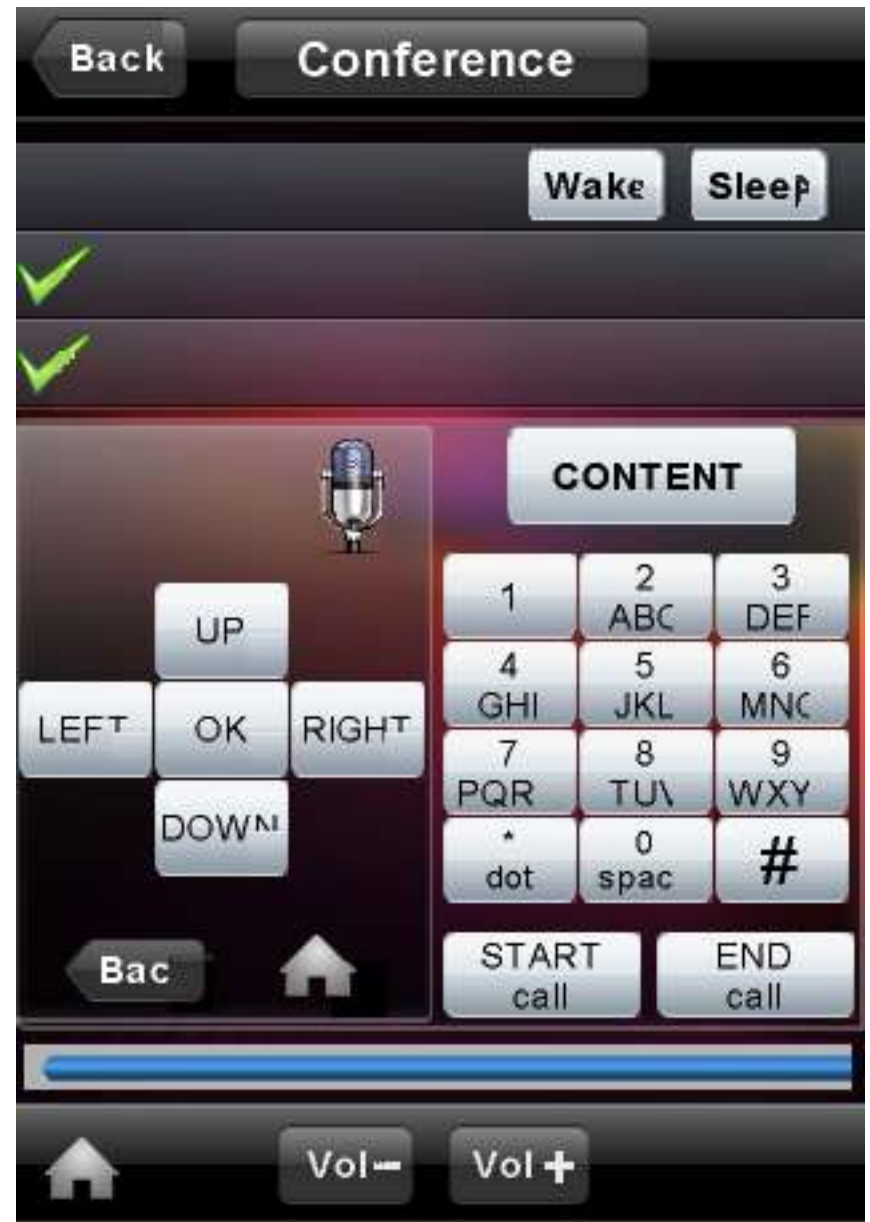 Back
Conference
Wake
Sleep
CONTENT
UP
LEFT
OK
RIGHT
DOWN
Bac
1
2
ABC
3
DEF
4
GHI
5
JKL
6
MNO
7
PQR
8
TUV
9
WXY
*
dot
0
spac
#
START
call
END
call
Vol-
Vol+